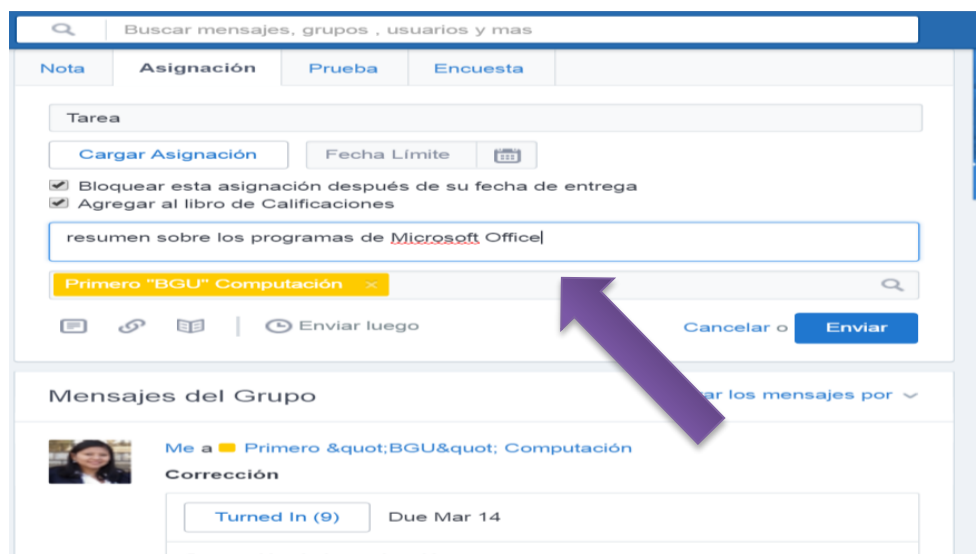 Buscar mensajes, grupos , usuarios y mas
Nota Asignación Prueba Encuesta
Tarea
Cargar Asignación Fecha Límite
Bloquear esta asignación después de su fecha de entrega
Agregar al libro de Calificaciones
resumen sobre los programas de Microsoft Office
Primero "BGU" Computación ×
Enviar luego Cancelar o Enviar
Mensajes del Grupo los mensajes por
Me a Primero &quot;BGU&quot; Computación
Corrección
Turned In (9) Due Mar 14